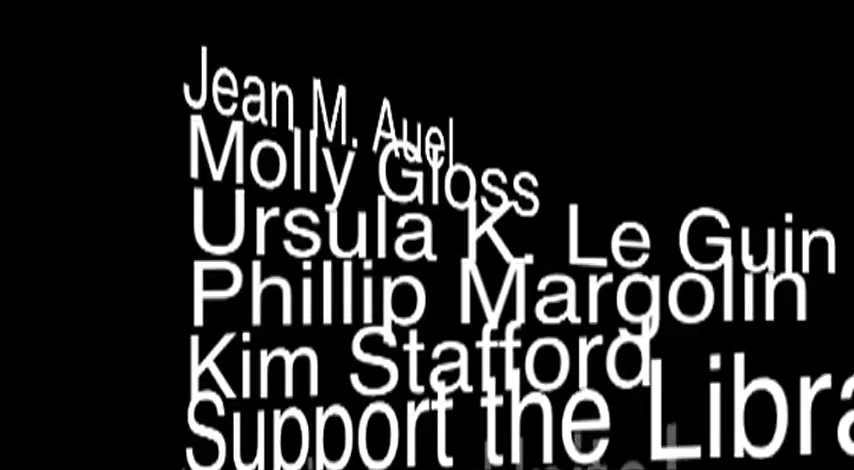 Jean M. Auel
Molly Gloss
Ursula K. Le Guin
Phillip Margolin
Kim Stafford
Support the Libra